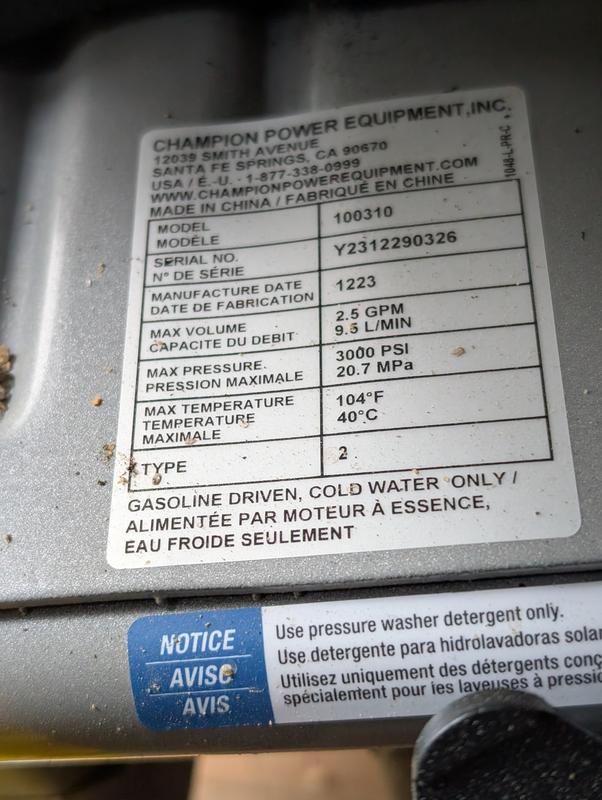 CHAMPION POWER EQUIPMENT,INC.
12039 SMITH AVENUE
SANTA FE SPRINGS, CA 90670
USA / É.-U. · 1-877-338-0999
WWW.CHAMPIONPOWEREQUIPMENT.COM
MADE IN CHINA / FABRIQUÉ EN CHINE
1048-L-PR-C
MODEL
MODÈLE
100310
SERIAL NO.
N° DE SÉRIE
Y2312290326
MANUFACTURE DATE
DATE DE FABRICATION
1223
MAX VOLUME
CAPACITE DU DEBIT
2.5 GPM
9.5 L/MIN
MAX PRESSURE.
PRESSION MAXIMALE
3000 PSI
20.7 MPa
MAX TEMPERATURE
TEMPERATURE
MAXIMALE
104°F
40°C
TYPE
2
GASOLINE DRIVEN, COLD WATER ONLY /
ALIMENTÉE PAR MOTEUR À ESSENCE,
EAU FROIDE SEULEMENT
NOTICE
AVISO
AVIS
Use pressure washer detergent only.
Use detergente para hidrolavadoras solam
Utilisez uniquement des détergents conç
spécialement pour les laveuses à pressio